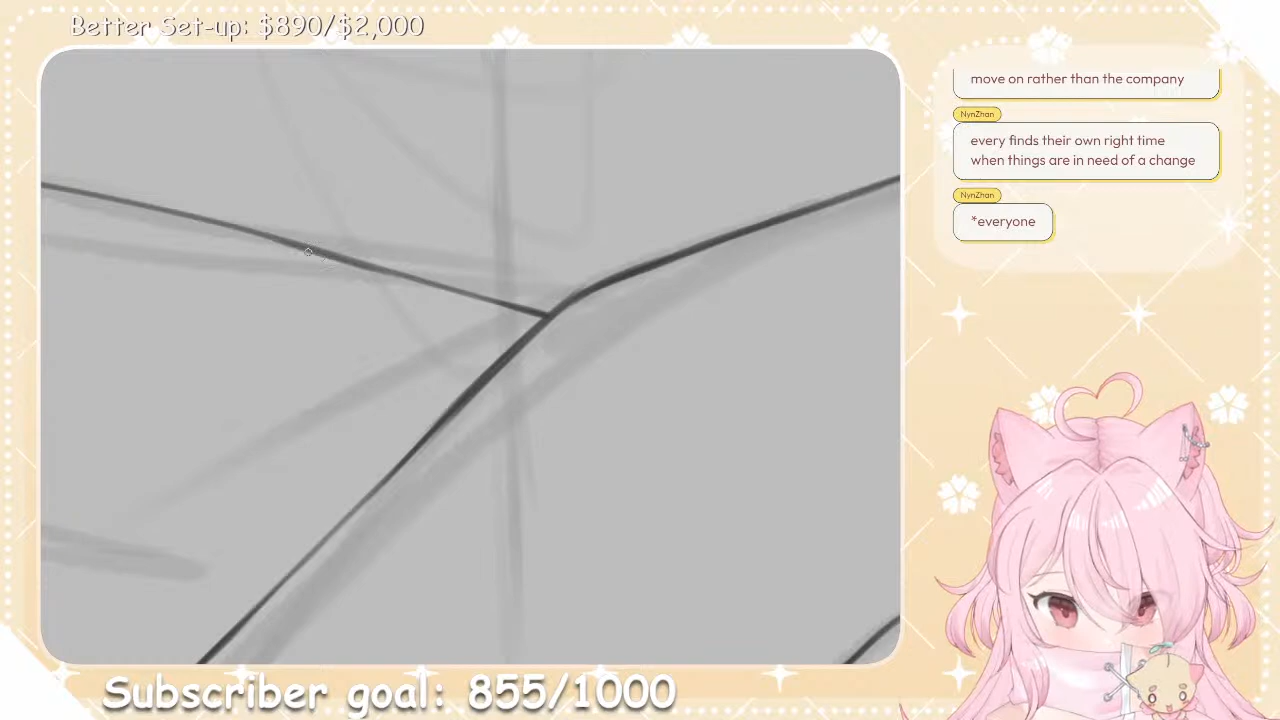 Better Set-up: $890/$2,000
move on rather than the company
NynZhan
every finds their own right time
when things are in need of a change
NynZhan
*everyone
Subscriber goal: 855/1000